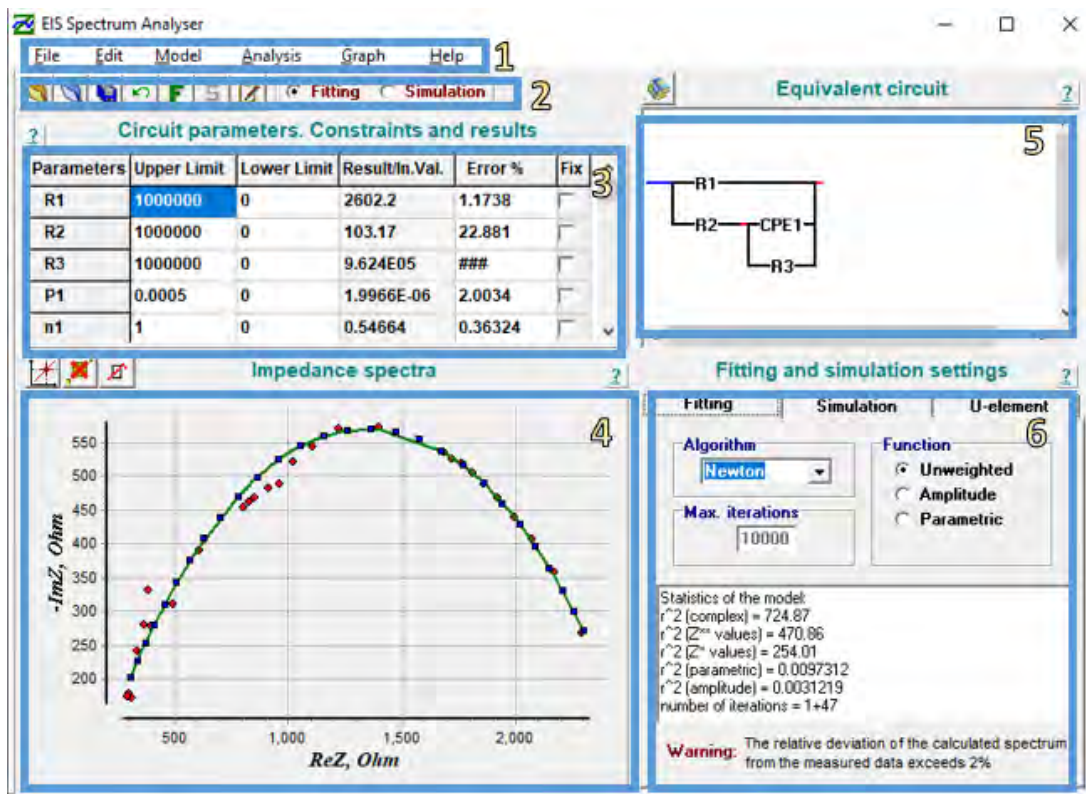 EIS Spectrum Analyser
File Edit Model Analysis Graph Help 1
F S Fitting Simulation 2
Equivalent circuit ?
? Circuit parameters. Constraints and results
Parameters Upper Limit Lower Limit Result/In.Val. Error % Fix 3
R1 1000000 0 2602.2 1.1738
R2 1000000 0 103.17 22.881
R3 1000000 0 9.624E05 ###
P1 0.0005 0 1.9966E-06 2.0034
n1 1 0 0.54664 0.36324
5
R1
R2 CPE1
R3
Impedance spectra ?
4
-ImZ, Ohm
550
500
450
400
350
300
250
200
500 1,000 1,500 2,000
ReZ, Ohm
Fitting and simulation settings ?
Fitting Simulation U-element
6
Algorithm
Newton
Max. iterations
10000
Function
Unweighted
Amplitude
Parametric
Statistics of the model:
r^2 (complex) = 724.87
r^2 (Z'' values) = 470.86
r^2 (Z' values) = 254.01
r^2 (parametric) = 0.0097312
r^2 (amplitude) = 0.0031219
number of iterations = 1+47
Warning: The relative deviation of the calculated spectrum
from the measured data exceeds 2%